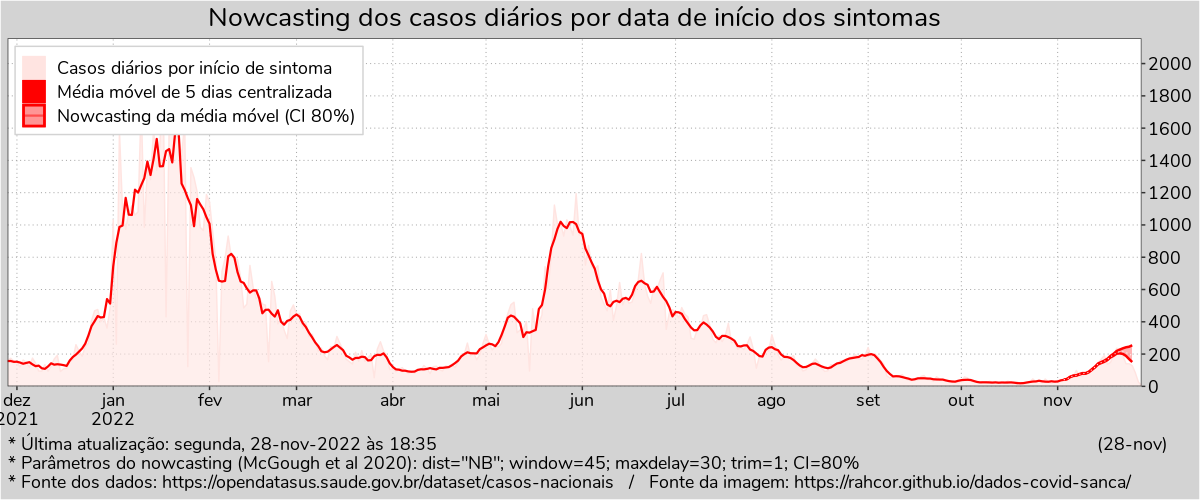 Nowcasting dos casos diários por data de início dos sintomas
Casos diários por início de sintoma
Média móvel de 5 dias centralizada
Nowcasting da média móvel (CI 80%)
2000
1800
1600
1400
1200
1000
800
600
400
200
0
dez jan fev mar abr mai jun jul ago set out nov
2021 2022
* Última atualização: segunda, 28-nov-2022 às 18:35 (28-nov)
* Parâmetros do nowcasting (McGough et al 2020): dist="NB"; window=45; maxdelay=30; trim=1; CI=80%
* Fonte dos dados: https://opendatasus.saude.gov.br/dataset/casos-nacionais / Fonte da imagem: https://rahcor.github.io/dados-covid-sanca/